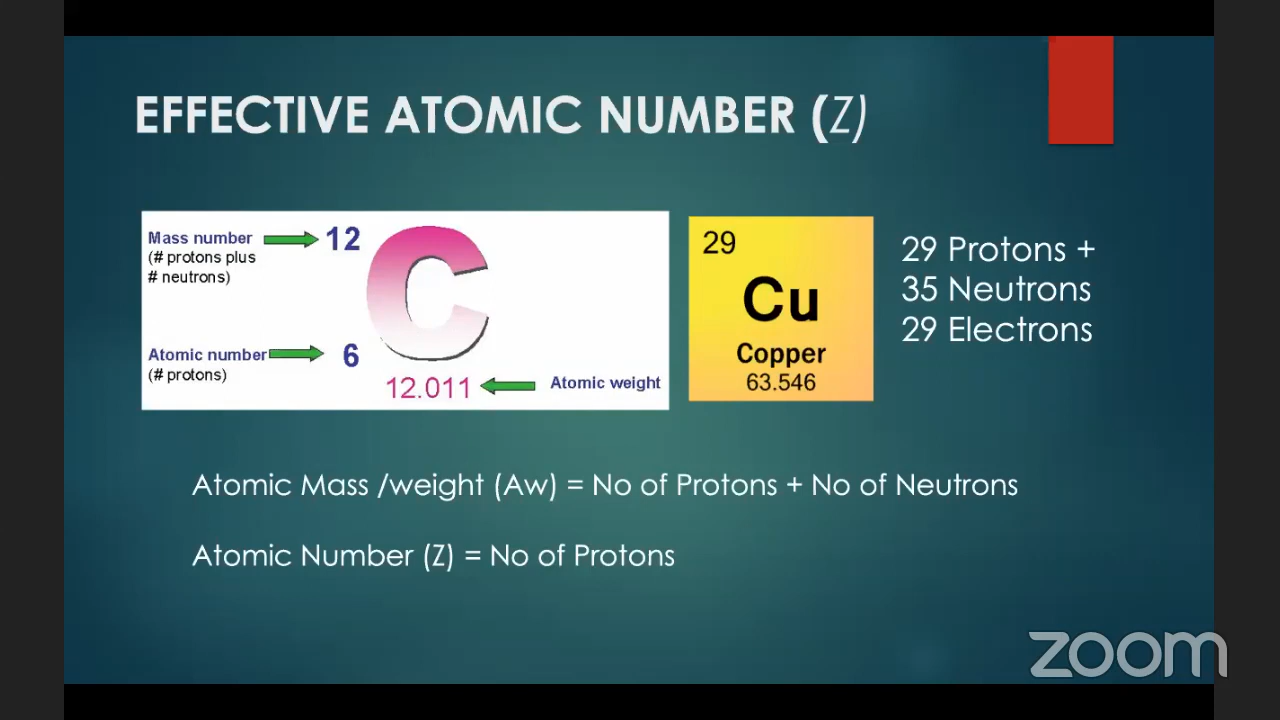 EFFECTIVE ATOMIC NUMBER (Z)
Mass number
(# protons plus
# neutrons)
12
C
Atomic number
(# protons)
6
12.011
Atomic weight
29
Cu
Copper
63.546
29 Protons +
35 Neutrons
29 Electrons
Atomic Mass /weight (Aw) = No of Protons + No of Neutrons
Atomic Number (Z) = No of Protons
zoom